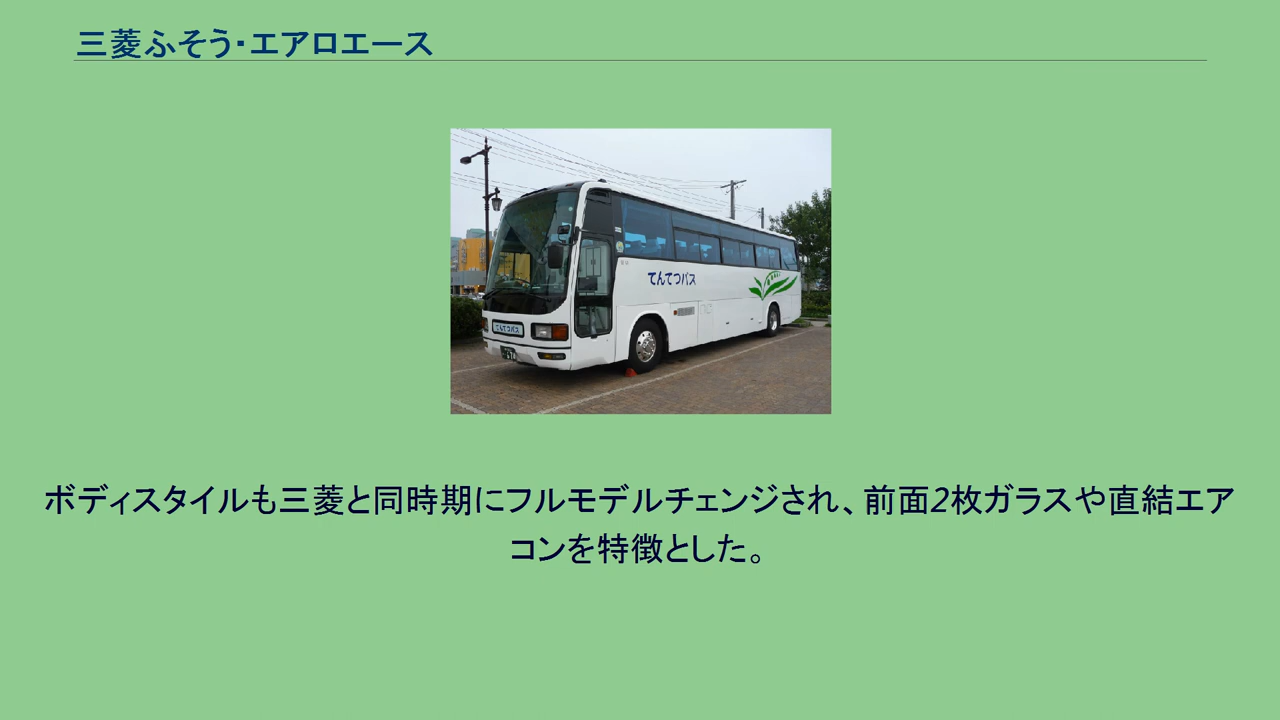 三菱ふそう・エアロエース
てんてつバス
てんてつバス
ボディスタイルも三菱と同時期にフルモデルチェンジされ、前面2枚ガラスや直結エア
コンを特徴とした。